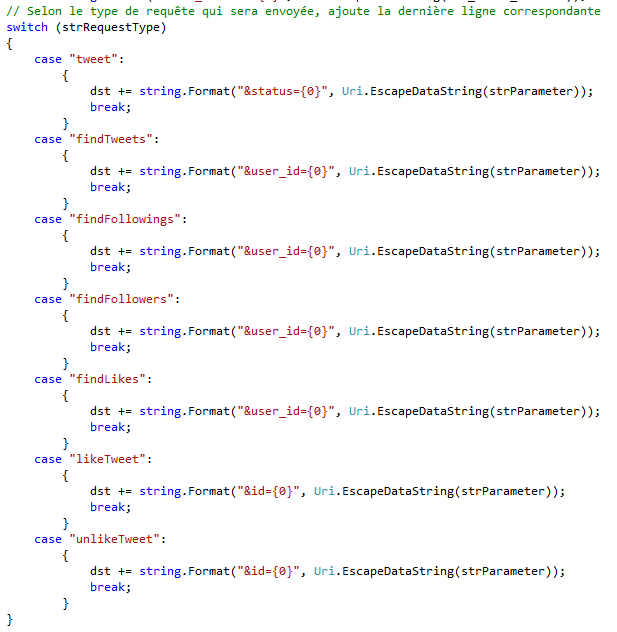 // Selon le type de requête qui sera envoyée, ajoute la dernière ligne correspondante
switch (strRequestType)
{
    case "tweet":
        {
            dst += string.Format("&status={0}", Uri.EscapeDataString(strParameter));
            break;
        }
    case "findTweets":
        {
            dst += string.Format("&user_id={0}", Uri.EscapeDataString(strParameter));
            break;
        }
    case "findFollowings":
        {
            dst += string.Format("&user_id={0}", Uri.EscapeDataString(strParameter));
            break;
        }
    case "findFollowers":
        {
            dst += string.Format("&user_id={0}", Uri.EscapeDataString(strParameter));
            break;
        }
    case "findLikes":
        {
            dst += string.Format("&user_id={0}", Uri.EscapeDataString(strParameter));
            break;
        }
    case "likeTweet":
        {
            dst += string.Format("&id={0}", Uri.EscapeDataString(strParameter));
            break;
        }
    case "unlikeTweet":
        {
            dst += string.Format("&id={0}", Uri.EscapeDataString(strParameter));
            break;
        }
}